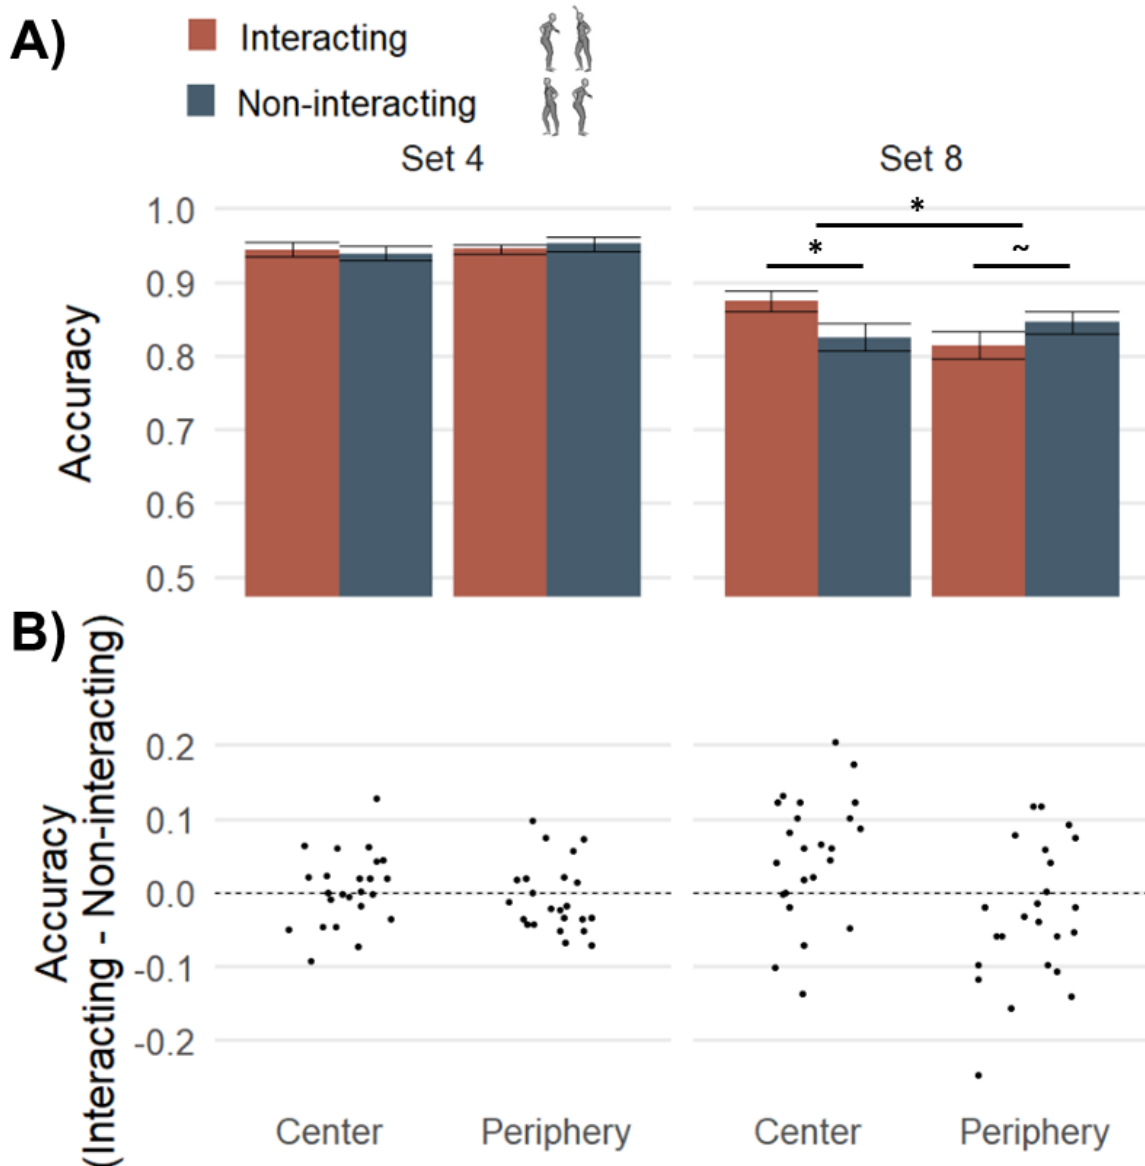 A)
Interacting
Non-interacting
Set 4
Set 8
1.0
0.9
0.8
0.7
0.6
0.5
Accuracy
*
*
~
B)
Accuracy
(Interacting - Non-interacting)
0.2
0.1
0.0
-0.1
-0.2
Center
Periphery
Center
Periphery